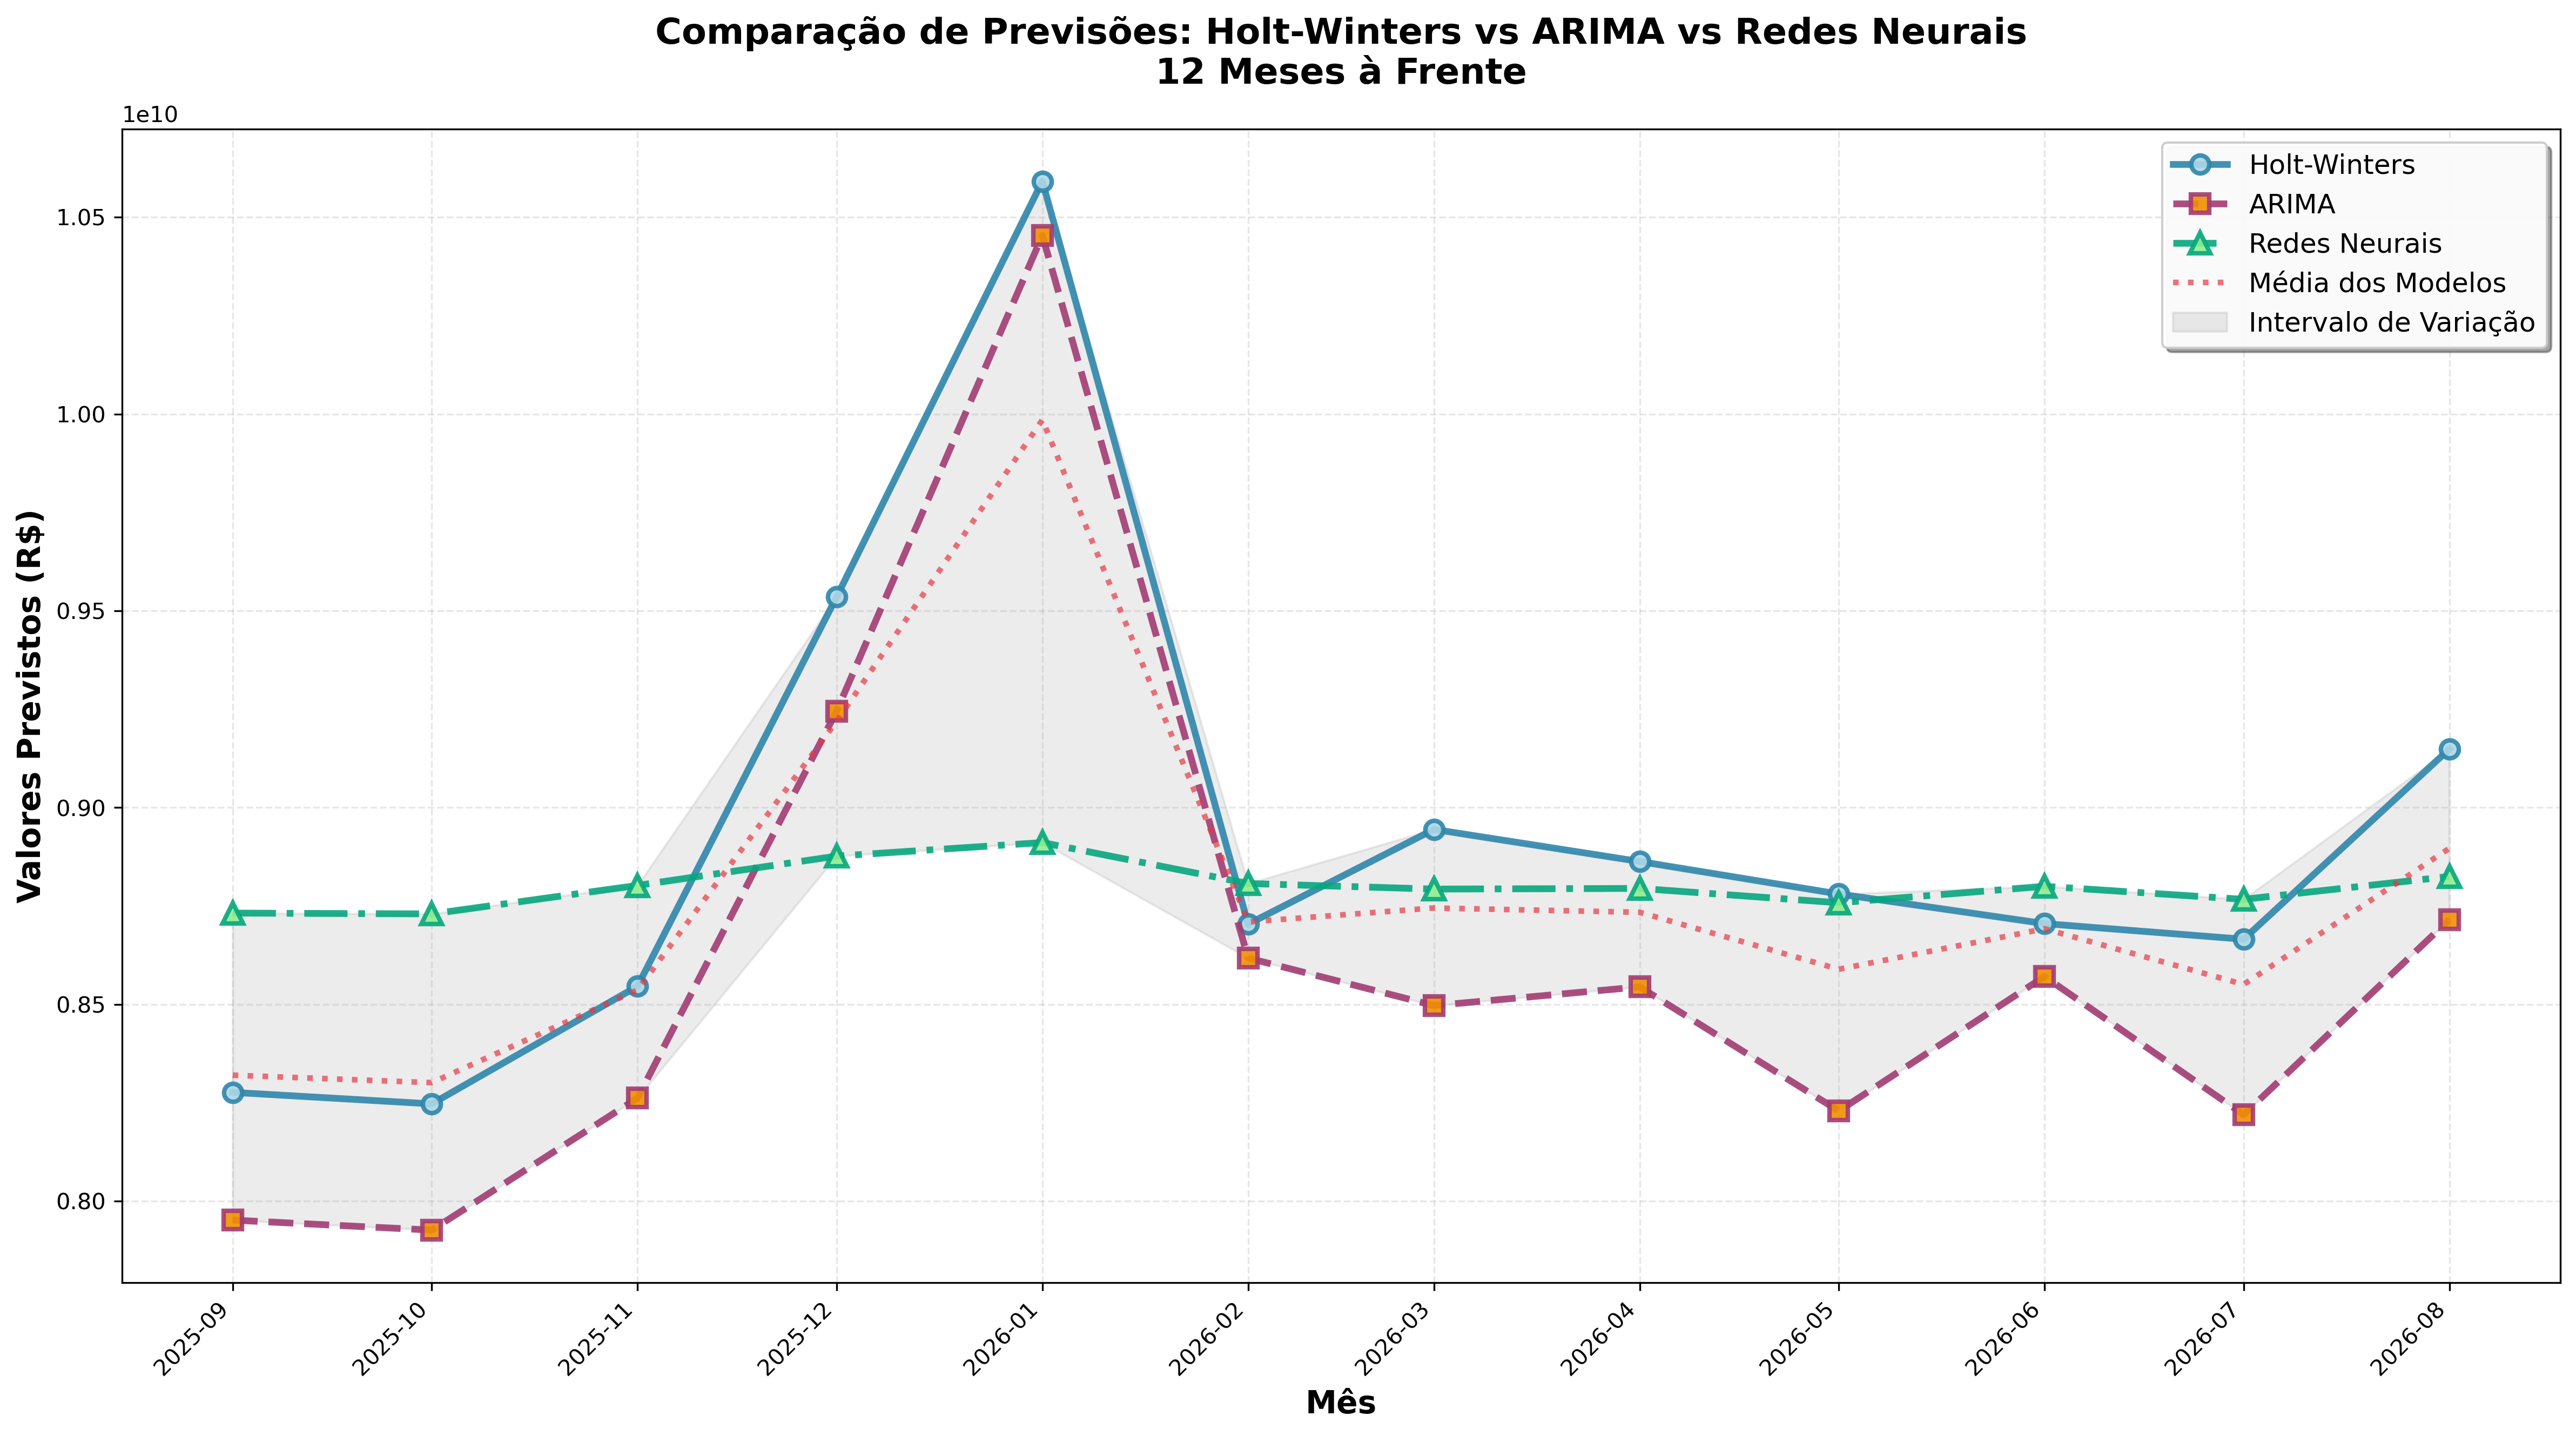 Comparação de Previsões: Holt-Winters vs ARIMA vs Redes Neurais
12 Meses à Frente
1e10
Holt-Winters
ARIMA
Redes Neurais
Média dos Modelos
Intervalo de Variação
1.05
1.00
0.95
0.90
0.85
0.80
Valores Previstos (R$)
2025-09
2025-10
2025-11
2025-12
2026-01
2026-02
2026-03
2026-04
2026-05
2026-06
2026-07
2026-08
Mês